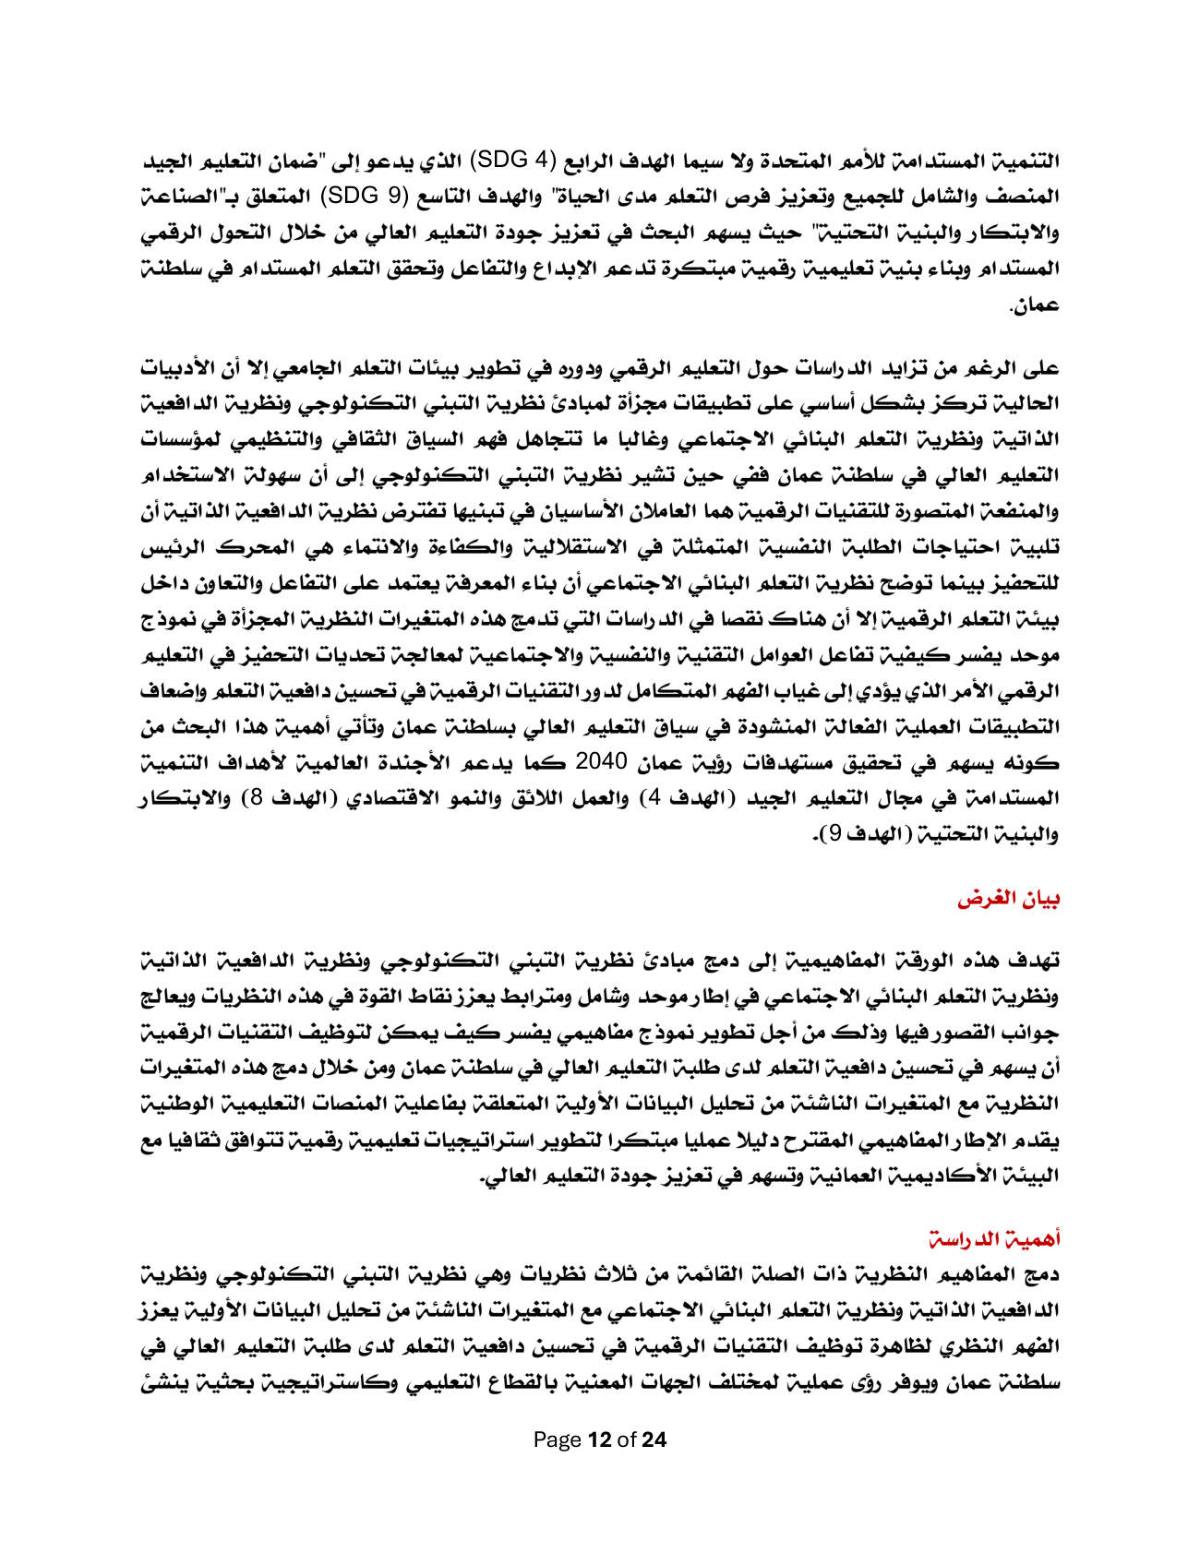 التنمية المستدامة للأمم المتحدة ولا سيما الهدف الرابع (SDG 4) الذي يدعو إلى "ضمان التعليم الجيد
المنصف والشامل للجميع وتعزيز فرص التعلم مدى الحياة" والهدف التاسع (SDG 9) المتعلق بـ"الصناعة
والابتكار والبنية التحتية" حيث يسهم البحث في تعزيز جودة التعليم العالي من خلال التحول الرقمي
المستدام وبناء بنية تعليمية رقمية مبتكرة تدعم الإبداع والتفاعل وتحقق التعلم المستدام في سلطنة
عمان.
على الرغم من تزايد الدراسات حول التعليم الرقمي ودوره في تطوير بيئات التعلم الجامعي إلا أن الأدبيات
الحالية تركز بشكل أساسي على تطبيقات مجزأة لمبادئ نظرية التبني التكنولوجي ونظرية الدافعية
الذاتية ونظرية التعلم البنائي الاجتماعي وغالبا ما تتجاهل فهم السياق الثقافي والتنظيمي لمؤسسات
التعليم العالي في سلطنة عمان ففي حين تشير نظرية التبني التكنولوجي إلى أن سهولة الاستخدام
والمنفعة المتصورة للتقنيات الرقمية هما العاملان الأساسيان في تبنيها تفترض نظرية الدافعية الذاتية أن
تلبية احتياجات الطلبة النفسية المتمثلة في الاستقلالية والكفاءة والانتماء هي المحرك الرئيس
للتحفيز بينما توضح نظرية التعلم البنائي الاجتماعي أن بناء المعرفة يعتمد على التفاعل والتعاون داخل
بيئة التعلم الرقمية إلا أن هناك نقصا في الدراسات التي تدمج هذه المتغيرات النظرية المجزأة في نموذج
موحد يفسر كيفية تفاعل العوامل التقنية والنفسية والاجتماعية لمعالجة تحديات التحفيز في التعليم
الرقمي الأمر الذي يؤدي إلى غياب الفهم المتكامل لدور التقنيات الرقمية في تحسين دافعية التعلم وإضعاف
التطبيقات العملية الفعالة المنشودة في سياق التعليم العالي بسلطنة عمان وتأتي أهمية هذا البحث من
كونه يسهم في تحقيق مستهدفات رؤية عمان 2040 كما يدعم الأجندة العالمية لأهداف التنمية
المستدامة في مجال التعليم الجيد (الهدف 4) والعمل اللائق والنمو الاقتصادي (الهدف 8) والابتكار
والبنية التحتية (الهدف 9).
بيان الغرض
تهدف هذه الورقة المفاهيمية إلى دمج مبادئ نظرية التبني التكنولوجي ونظرية الدافعية الذاتية
ونظرية التعلم البنائي الاجتماعي في إطار موحد وشامل ومترابط يعزز نقاط القوة في هذه النظريات ويعالج
جوانب القصور فيها وذلك من أجل تطوير نموذج مفاهيمي يفسر كيف يمكن لتوظيف التقنيات الرقمية
أن يسهم في تحسين دافعية التعلم لدى طلبة التعليم العالي في سلطنة عمان ومن خلال دمج هذه المتغيرات
النظرية مع المتغيرات الناشئة من تحليل البيانات الأولية المتعلقة بفاعلية المنصات التعليمية الوطنية
يقدم الإطار المفاهيمي المقترح دليلا عمليا مبتكرا لتطوير استراتيجيات تعليمية رقمية تتوافق ثقافيا مع
البيئة الأكاديمية العمانية وتسهم في تعزيز جودة التعليم العالي.
أهمية الدراسة
دمج المفاهيم النظرية ذات الصلة القائمة من ثلاث نظريات وهي نظرية التبني التكنولوجي ونظرية
الدافعية الذاتية ونظرية التعلم البنائي الاجتماعي مع المتغيرات الناشئة من تحليل البيانات الأولية يعزز
الفهم النظري لظاهرة توظيف التقنيات الرقمية في تحسين دافعية التعلم لدى طلبة التعليم العالي في
سلطنة عمان ويوفر رؤى عملية لمختلف الجهات المعنية بالقطاع التعليمي وكاستراتيجية بحثية ينشئ
Page 12 of 24